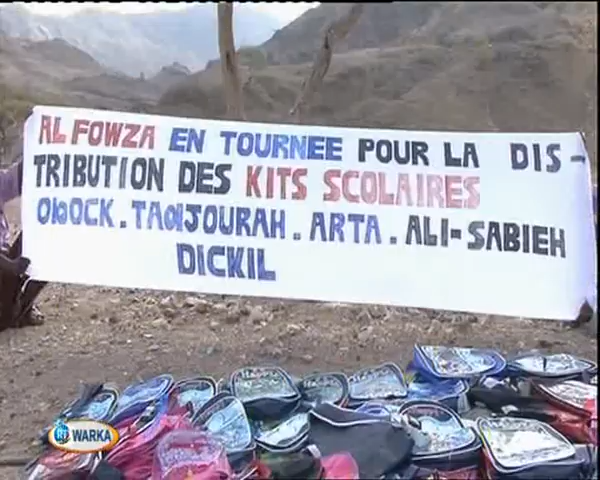 AL FOWZA EN TOURNEE POUR LA DIS-
TRIBUTION DES KITS SCOLAIRES
OBOCK. TADJOURAH. ARTA. ALI-SABIEH
DICKIL
WARKA